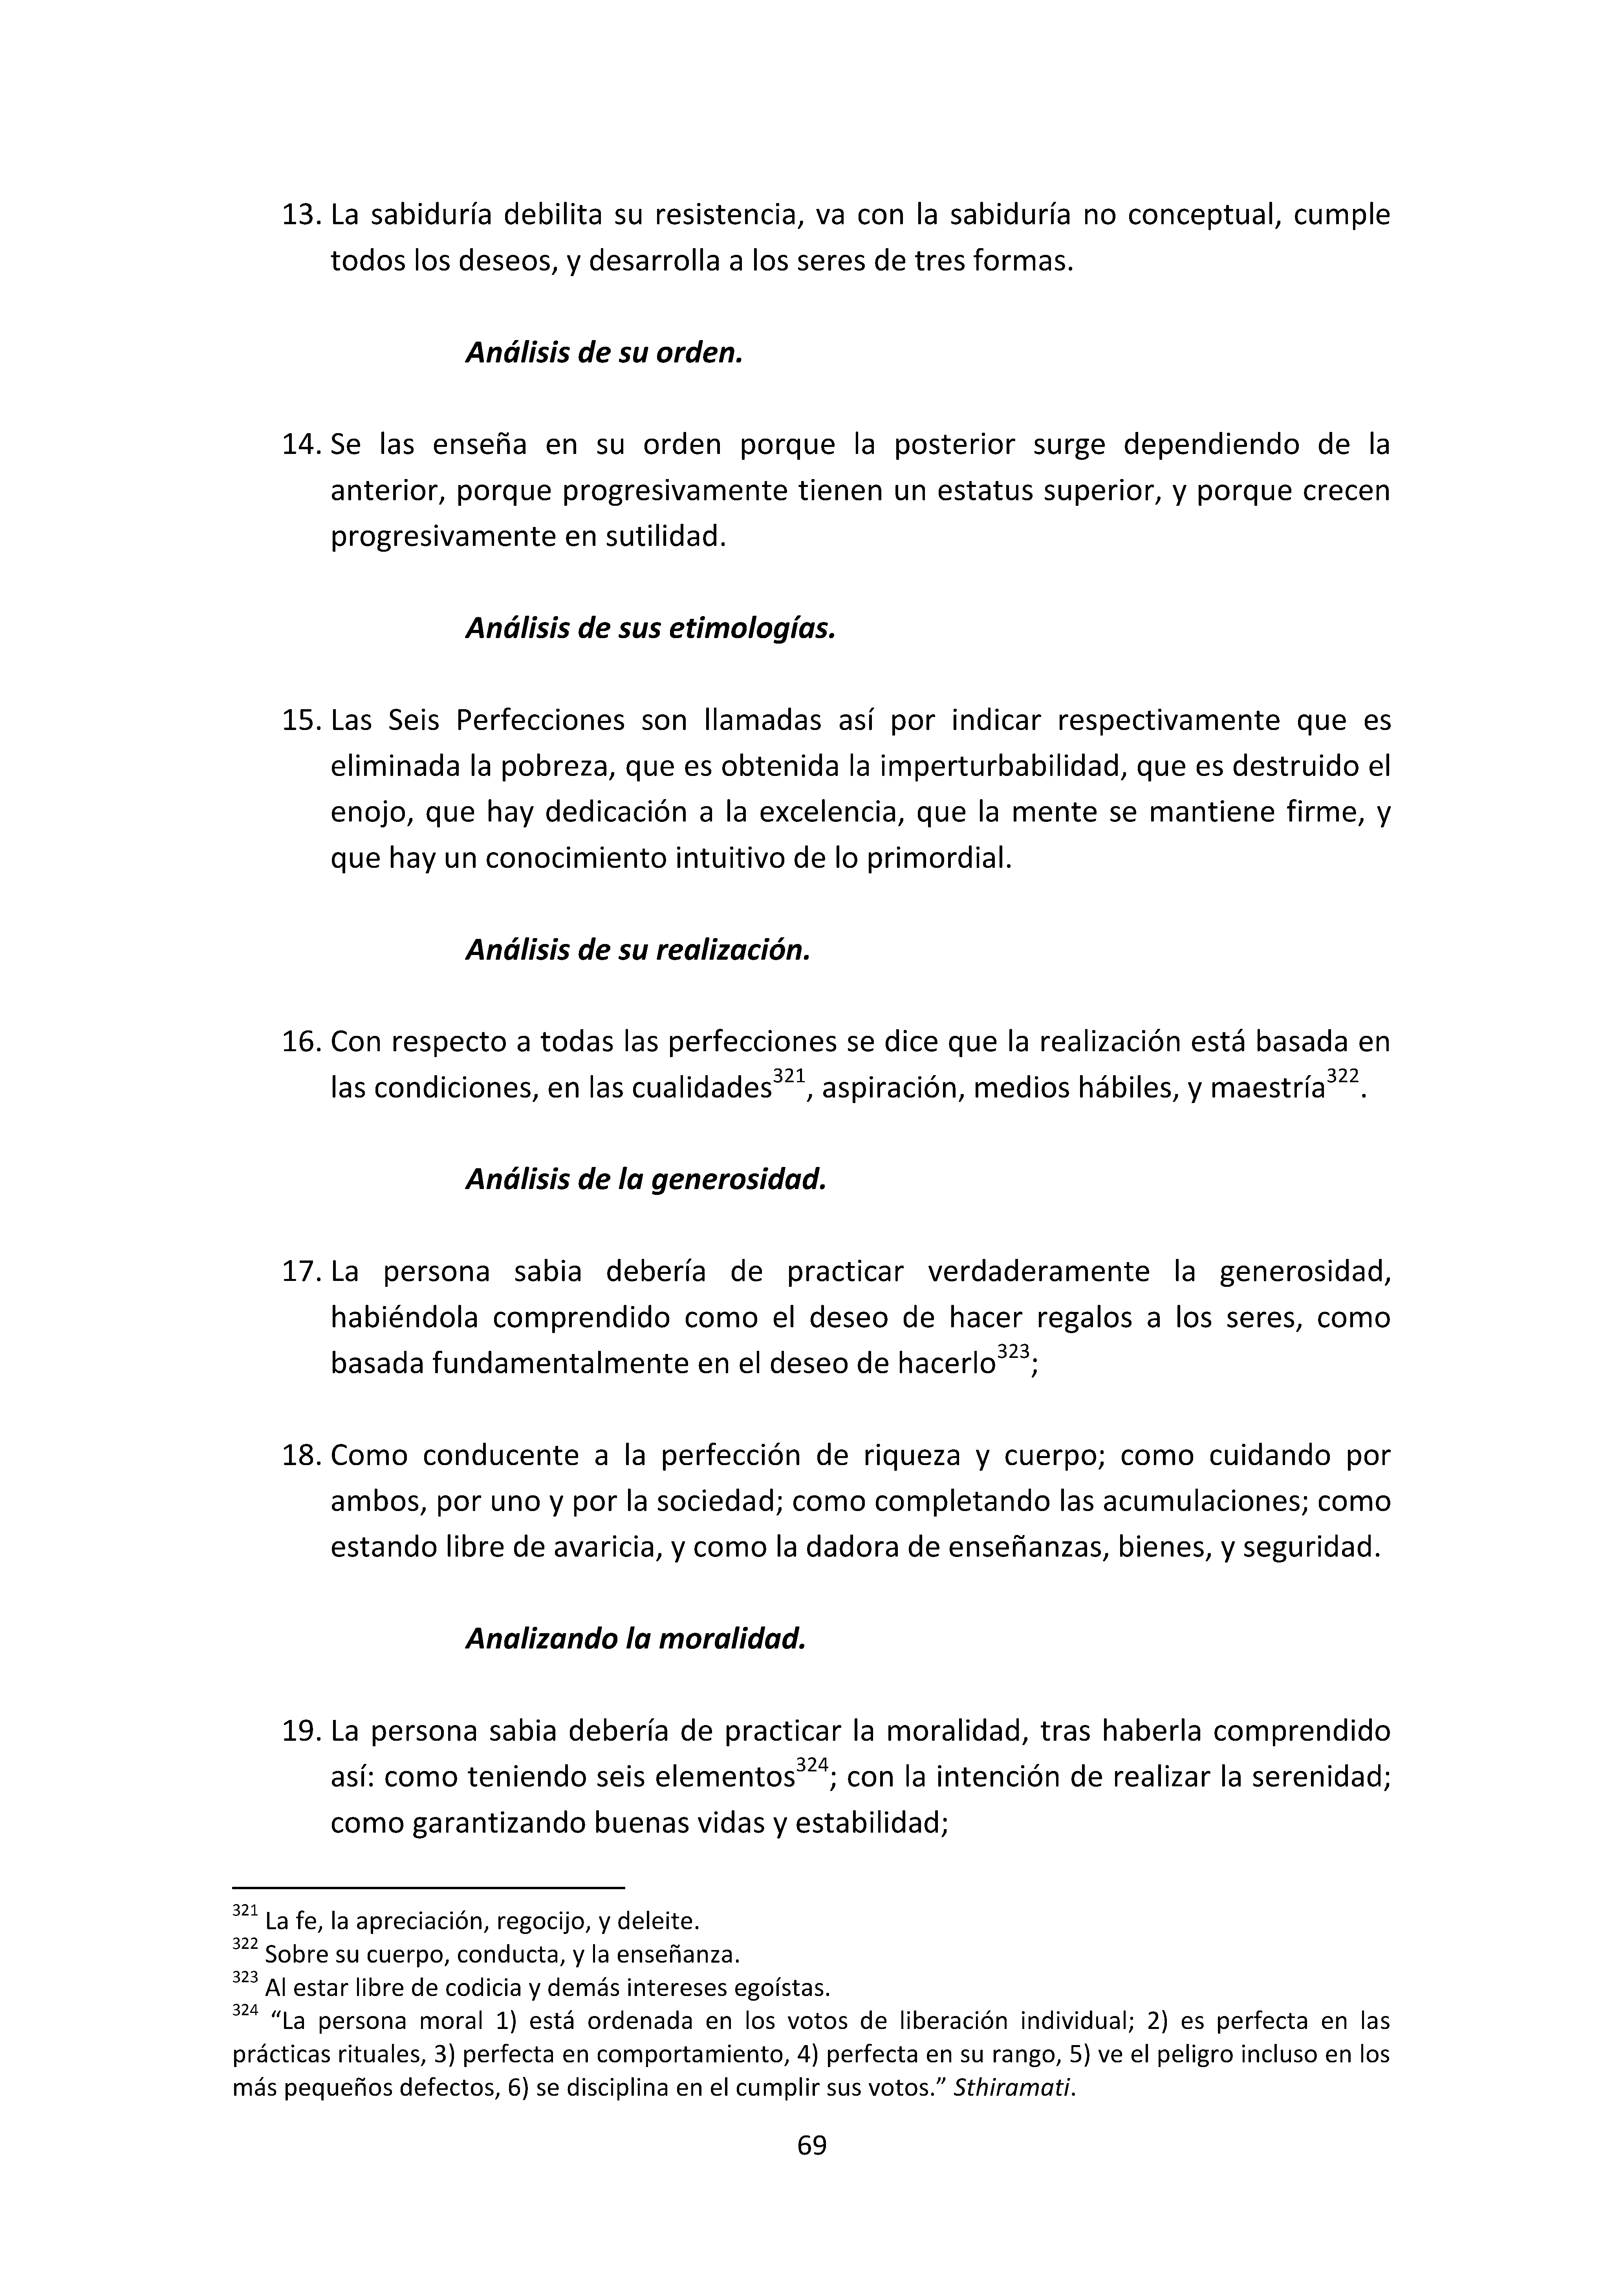 13. La sabiduría debilita su resistencia, va con la sabiduría no conceptual, cumple
todos los deseos, y desarrolla a los seres de tres formas.
Análisis de su orden.
14. Se las enseña en su orden porque la posterior surge dependiendo de la
anterior, porque progresivamente tienen un estatus superior, y porque crecen
progresivamente en sutilidad.
Análisis de sus etimologías.
15. Las Seis Perfecciones son llamadas así por indicar respectivamente que es
eliminada la pobreza, que es obtenida la imperturbabilidad, que es destruido el
enojo, que hay dedicación a la excelencia, que la mente se mantiene firme, y
que hay un conocimiento intuitivo de lo primordial.
Análisis de su realización.
16. Con respecto a todas las perfecciones se dice que la realización está basada en
las condiciones, en las cualidades321, aspiración, medios hábiles, y maestría322.
Análisis de la generosidad.
17. La persona sabia debería de practicar verdaderamente la generosidad,
habiéndola comprendido como el deseo de hacer regalos a los seres, como
basada fundamentalmente en el deseo de hacerlo323;
18. Como conducente a la perfección de riqueza y cuerpo; como cuidando por
ambos, por uno y por la sociedad; como completando las acumulaciones; como
estando libre de avaricia, y como la dadora de enseñanzas, bienes, y seguridad.
Analizando la moralidad.
19. La persona sabia debería de practicar la moralidad, tras haberla comprendido
así: como teniendo seis elementos324; con la intención de realizar la serenidad;
como garantizando buenas vidas y estabilidad;
321 La fe, la apreciación, regocijo, y deleite.
322 Sobre su cuerpo, conducta, y la enseñanza.
323 Al estar libre de codicia y demás intereses egoístas.
324 “La persona moral 1) está ordenada en los votos de liberación individual; 2) es perfecta en las
prácticas rituales, 3) perfecta en comportamiento, 4) perfecta en su rango, 5) ve el peligro incluso en los
más pequeños defectos, 6) se disciplina en el cumplir sus votos.” Sthiramati.
69